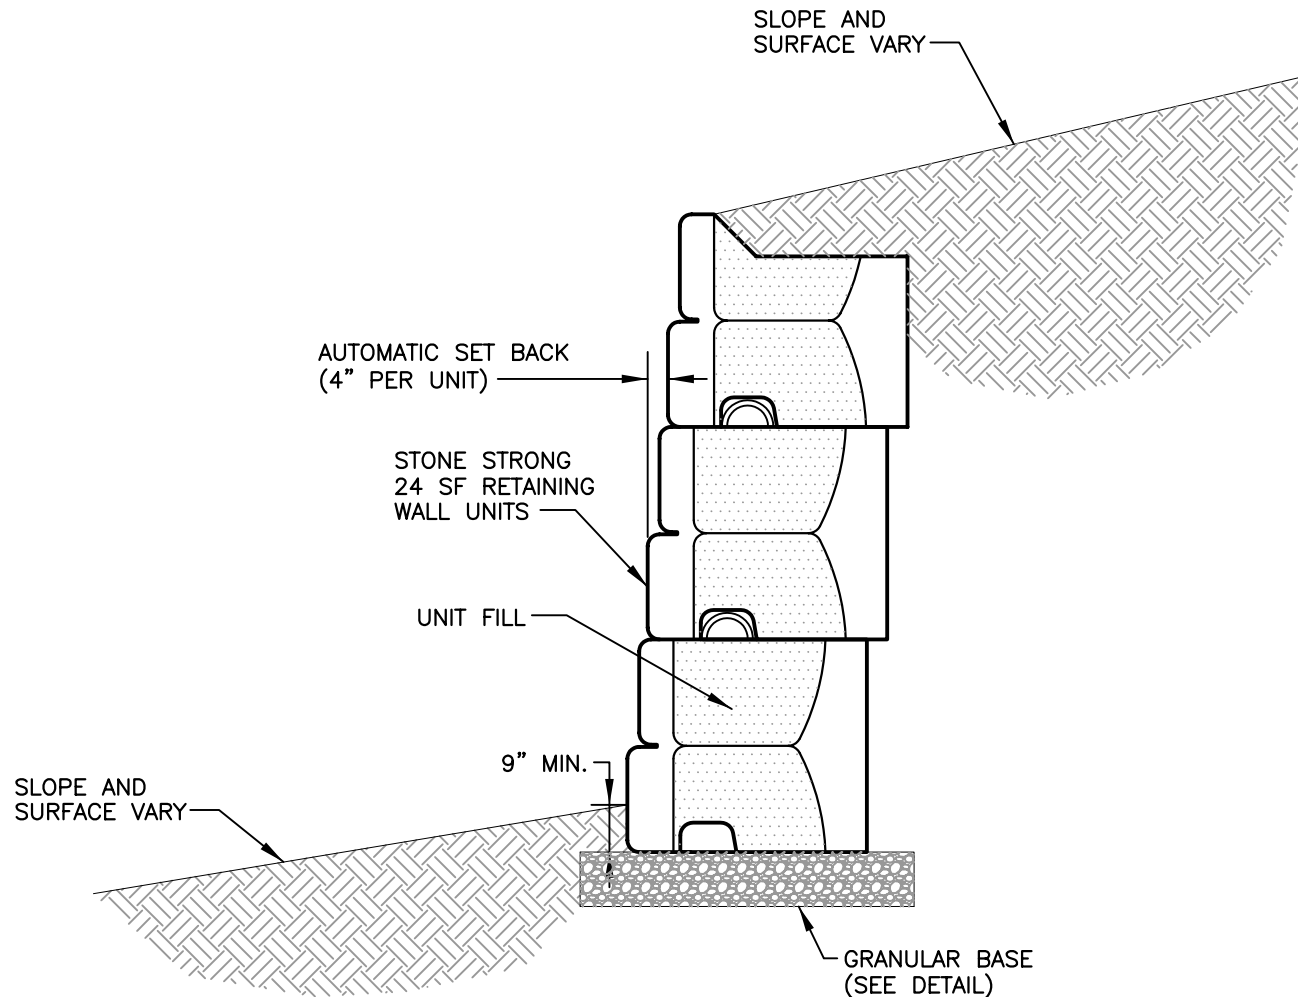 SLOPE AND
SURFACE VARY
AUTOMATIC SET BACK
(4” PER UNIT)
STONE STRONG
24 SF RETAINING
WALL UNITS
UNIT FILL
9” MIN.
SLOPE AND
SURFACE VARY
GRANULAR BASE
(SEE DETAIL)